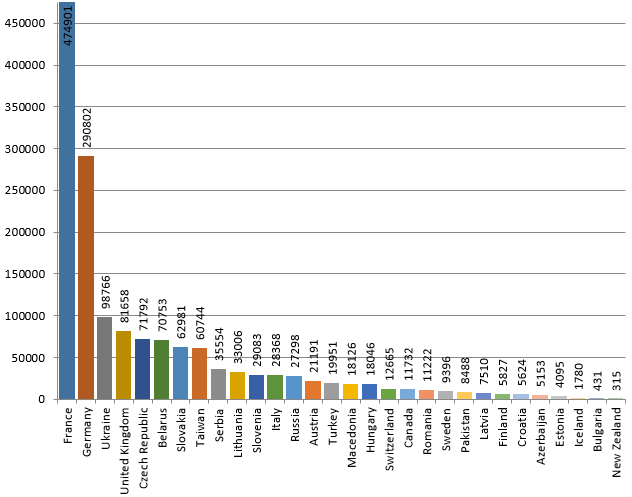 450000
400000
350000
300000
250000
200000
150000
100000
50000
0
474901
290802
98766
81658
71792
70753
62981
60744
35554
33006
29083
28368
27298
21191
19951
18126
18046
12665
11732
11222
9396
8488
7510
5827
5624
5153
4095
1780
431
315
France
Germany
Ukraine
United Kingdom
Czech Republic
Belarus
Slovakia
Taiwan
Serbia
Lithuania
Slovenia
Italy
Russia
Austria
Turkey
Macedonia
Hungary
Switzerland
Canada
Romania
Sweden
Pakistan
Latvia
Finland
Croatia
Azerbaijan
Estonia
Iceland
Bulgaria
New Zealand